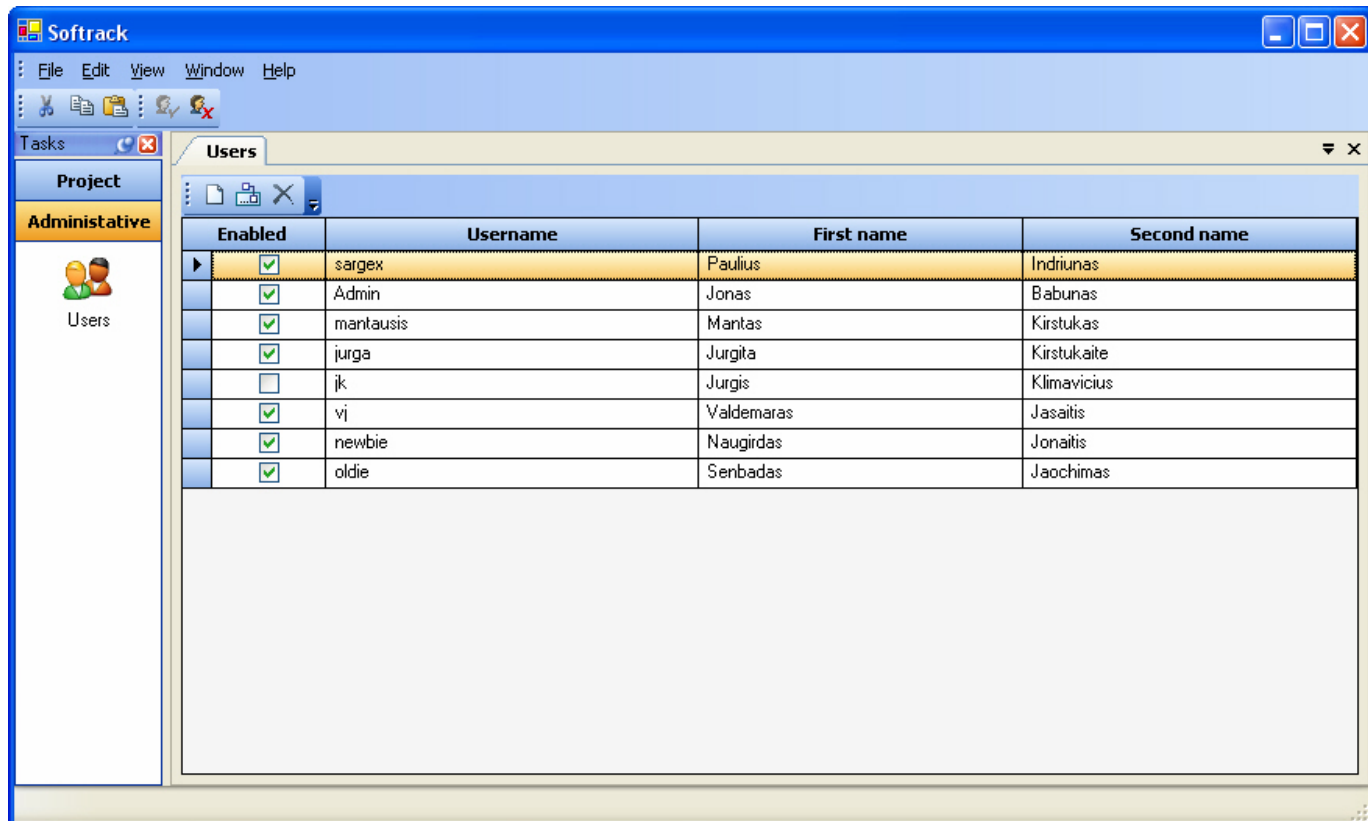 Softrack
File Edit View Window Help
Tasks
Users
Project
Administative
Users
Enabled Username First name Second name
sargex Paulius Indriunas
Admin Jonas Babunas
mantausis Mantas Kirstukas
jurga Jurgita Kirstukaite
jk Jurgis Klimavicius
vj Valdemaras Jasaitis
newbie Naugirdas Jonaitis
oldie Senbadas Jaochimas